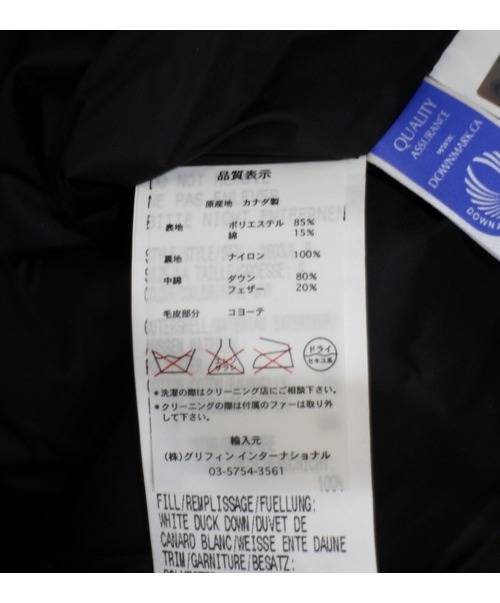 QUALITY
ASSURANCE
www.
DOWNMARK.CA
品質表示
原産地 カナダ製
表地 ポリエステル 85%
綿 15%
裏地 ナイロン 100%
中綿 ダウン 80%
フェザー 20%
毛皮部分 コヨーテ
ドライ
セキユ系
＊洗濯の際はクリーニング店にご相談下さい。
＊クリーニングの際は付属のファーは取り外して下さい。
輸入元
(株)グリフィン インターナショナル
03-5754-3561
100%
FILL/REMPLISSAGE/FUELLUNG:
WHITE DUCK DOWN/DUVET DE
CANARD BLANC/WEISSE ENTE DAUNE
TRIM/GARNITURE/BESATZ: